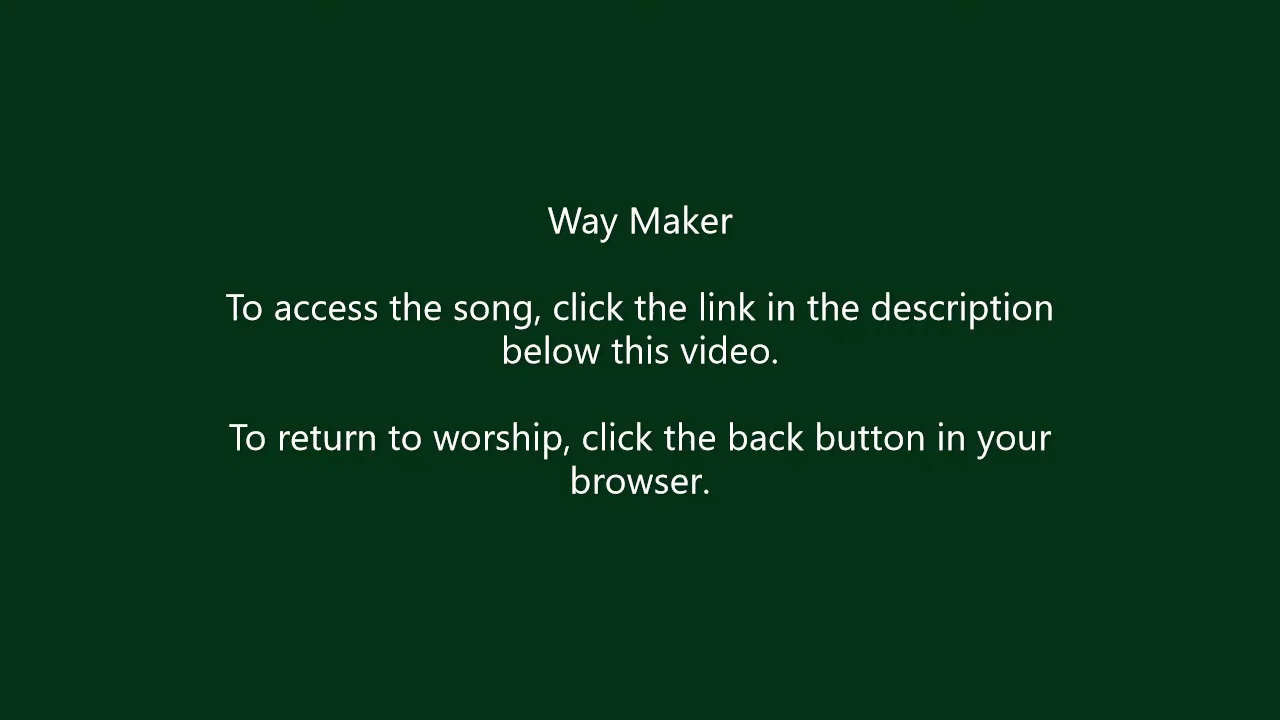 Way Maker
To access the song, click the link in the description
below this video.
To return to worship, click the back button in your
browser.